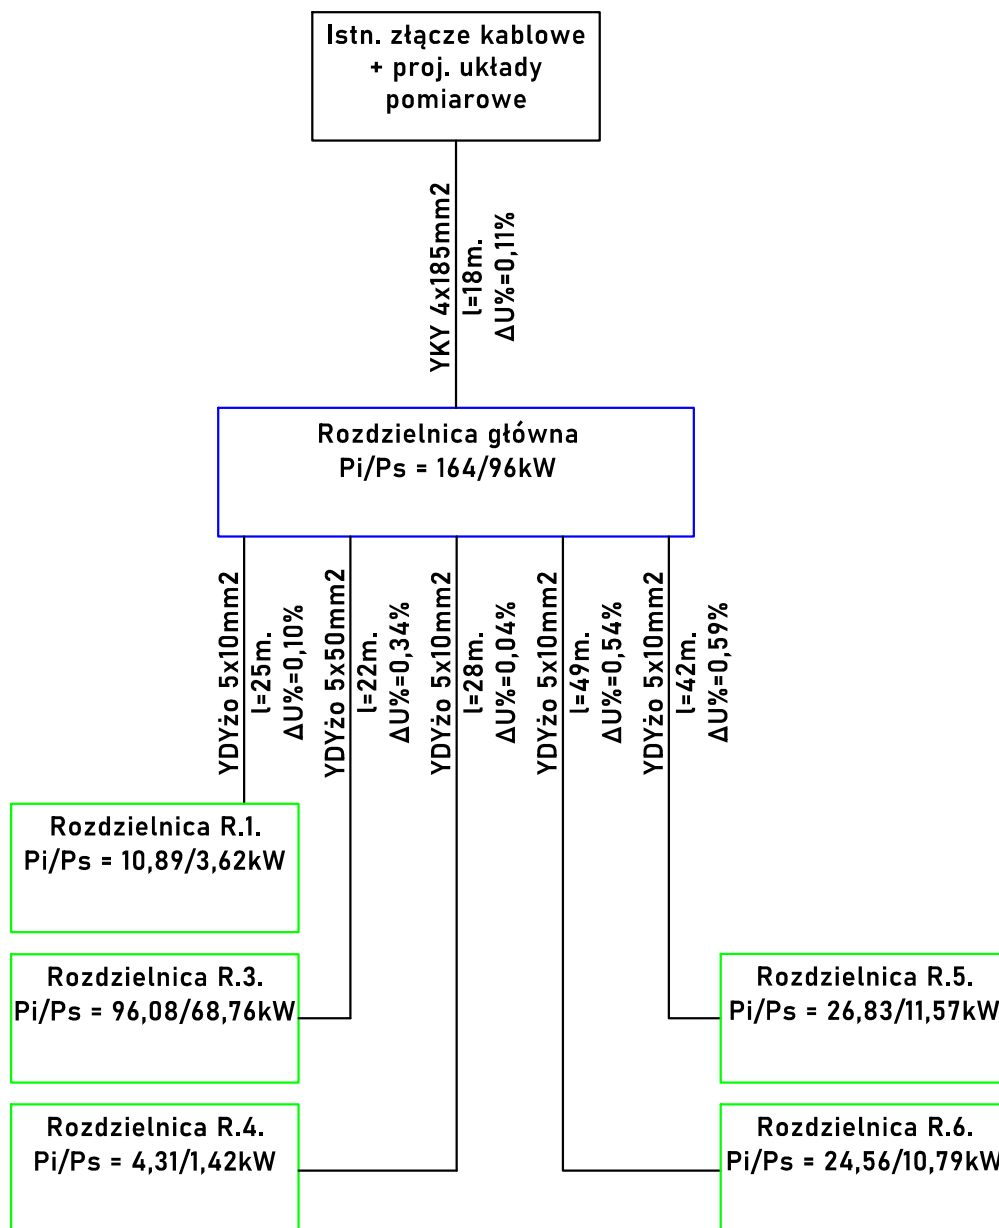 Istn. złącze kablowe
+ proj. układy
pomiarowe
YKY 4x185mm2
l=18m.
ΔU%=0,11%
Rozdzielnica główna
Pi/Ps = 164/96kW
YDYżo 5x10mm2
l=25m.
ΔU%=0,10%
YDYżo 5x50mm2
l=22m.
ΔU%=0,34%
YDYżo 5x10mm2
l=28m.
ΔU%=0,04%
YDYżo 5x10mm2
l=49m.
ΔU%=0,54%
YDYżo 5x10mm2
l=42m.
ΔU%=0,59%
Rozdzielnica R.1.
Pi/Ps = 10,89/3,62kW
Rozdzielnica R.3.
Pi/Ps = 96,08/68,76kW
Rozdzielnica R.5.
Pi/Ps = 26,83/11,57kW
Rozdzielnica R.4.
Pi/Ps = 4,31/1,42kW
Rozdzielnica R.6.
Pi/Ps = 24,56/10,79kW